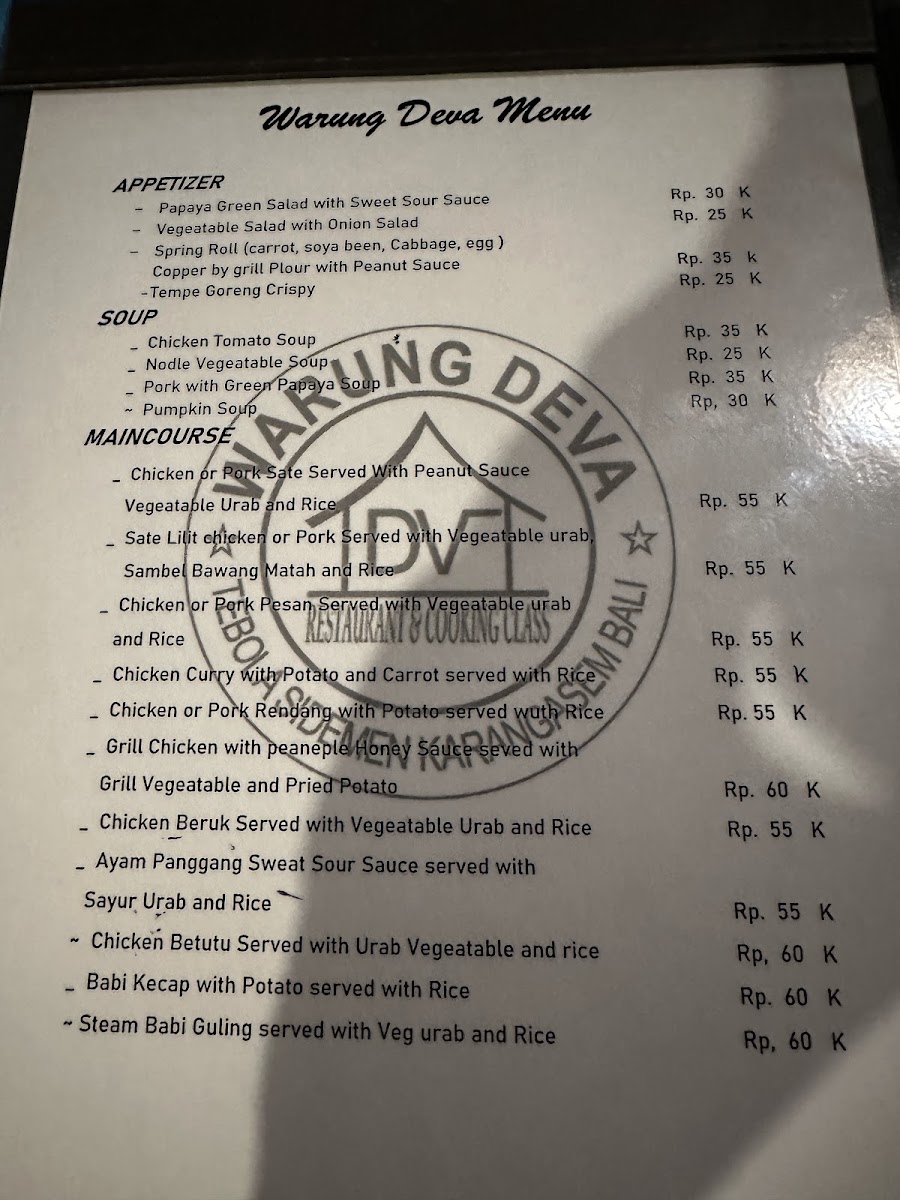 Warung Deva Menu
APPETIZER
– Papaya Green Salad with Sweet Sour Sauce Rp. 30 K
– Vegeatable Salad with Onion Salad Rp. 25 K
– Spring Roll (carrot, soya been, Cabbage, egg )
Copper by grill Plour with Peanut Sauce Rp. 35 k
-Tempe Goreng Crispy Rp. 25 K
SOUP
_ Chicken Tomato Soup Rp. 35 K
_ Nodle Vegeatable Soup Rp. 25 K
_ Pork with Green Papaya Soup Rp. 35 K
~ Pumpkin Soup Rp, 30 K
MAINCOURSE
_ Chicken or Pork Sate Served With Peanut Sauce
Vegeatable Urab and Rice Rp. 55 K
_ Sate Lilit chicken or Pork Served with Vegeatable urab,
Sambel Bawang Matah and Rice Rp. 55 K
_ Chicken or Pork Pesan Served with Vegeatable urab
and Rice Rp. 55 K
_ Chicken Curry with Potato and Carrot served with Rice Rp. 55 K
_ Chicken or Pork Rendang with Potato served wuth Rice Rp. 55 K
_ Grill Chicken with peaneple Honey Sauce seved with
Grill Vegeatable and Pried Potato Rp. 60 K
_ Chicken Beruk Served with Vegeatable Urab and Rice Rp. 55 K
_ Ayam Panggang Sweat Sour Sauce served with
Sayur Urab and Rice Rp. 55 K
~ Chicken Betutu Served with Urab Vegeatable and rice Rp, 60 K
_ Babi Kecap with Potato served with Rice Rp. 60 K
~ Steam Babi Guling served with Veg urab and Rice Rp, 60 K
WARUNG DEVA
DV
RESTAURANT & COOKING CLASS
TEBOLA SIDEMEN KARANGASEM BALI